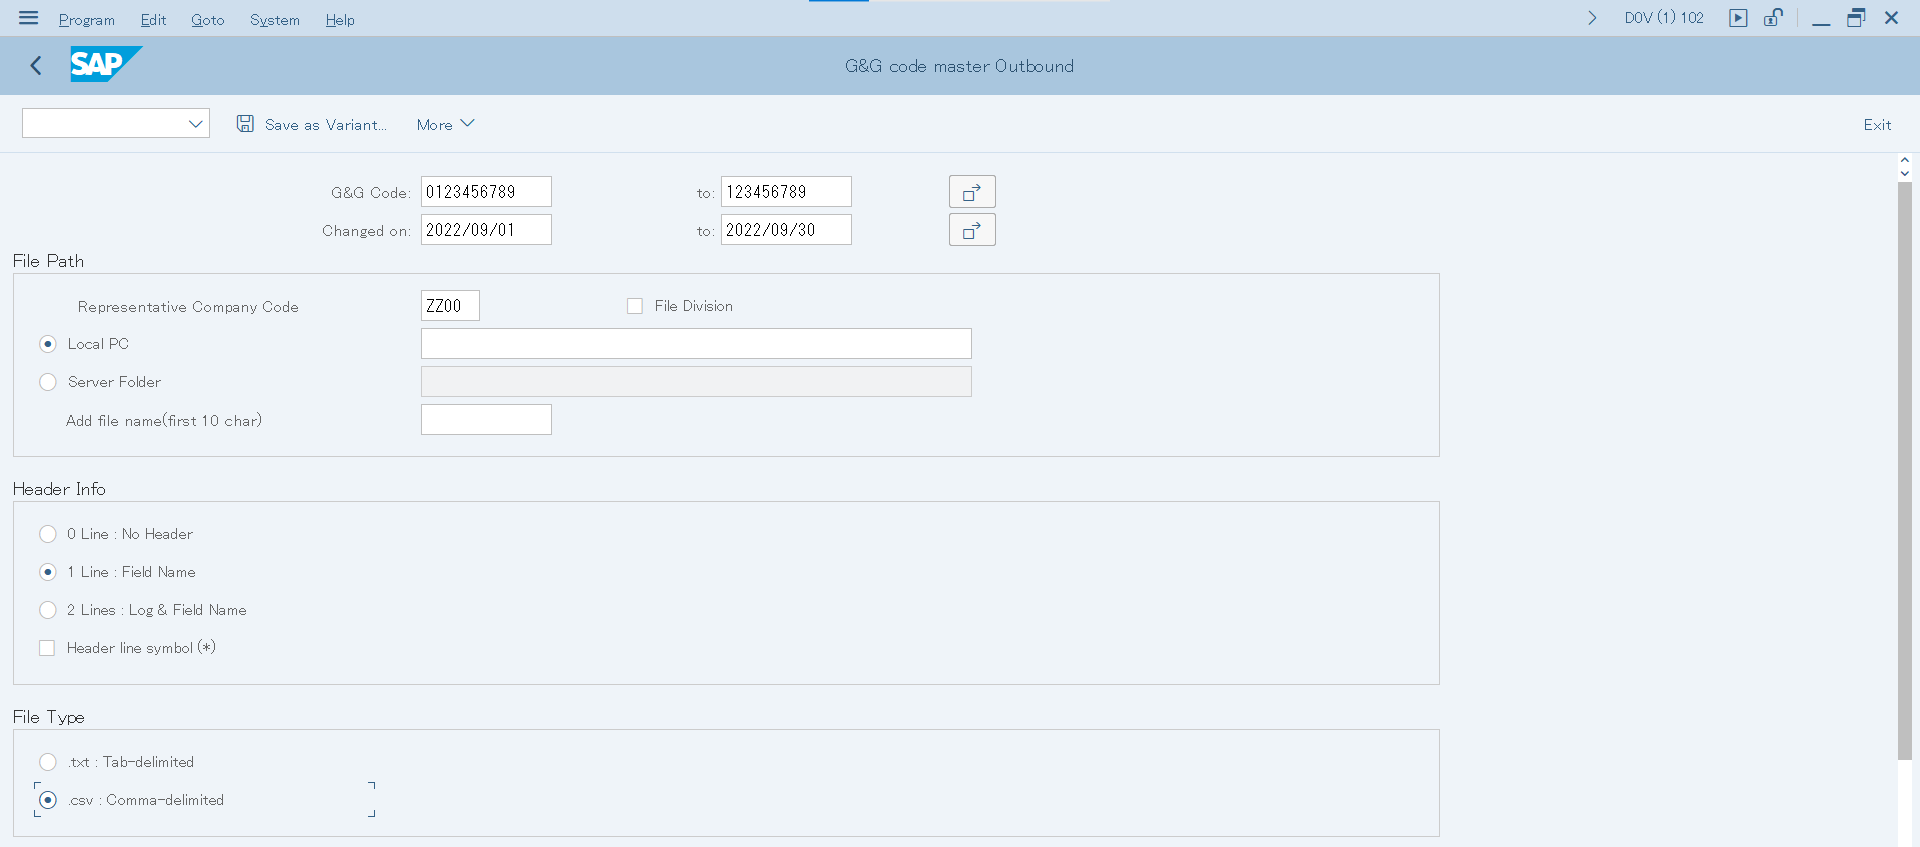 Program Edit Goto System Help D0V (1) 102
SAP G&G code master Outbound
Save as Variant... More Exit
G&G Code: 0123456789 to: 123456789
Changed on: 2022/09/01 to: 2022/09/30
File Path
Representative Company Code ZZ00 File Division
Local PC
Server Folder
Add file name(first 10 char)
Header Info
0 Line : No Header
1 Line : Field Name
2 Lines : Log & Field Name
Header line symbol (*)
File Type
.txt : Tab-delimited
.csv : Comma-delimited